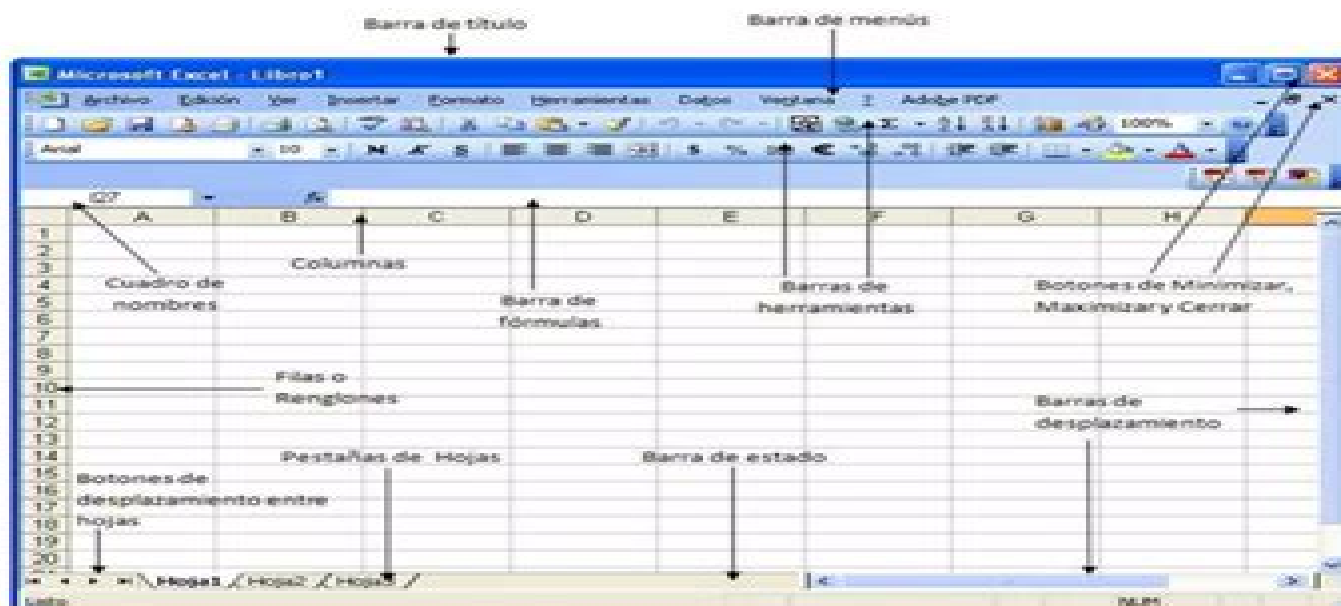 Barra de título
Barra de menús
Microsoft Excel - Libro1
Archivo Edición Ver Insertar Formato Herramientas Datos Ventana ? Adobe PDF
100%
Arial 10 N K S $ % €
I27 fx
A B C D E F G H
1
2
3
4
5
6
7
8
9
10
11
12
13
14
15
16
17
18
19
20
Columnas
Cuadro de
nombres
Barra de
fórmulas
Barras de
herramientas
Botones de Minimizar,
Maximizar y Cerrar
Filas o
Renglones
Barras de
desplazamiento
Pestañas de Hojas
Barra de estado
Botones de
desplazamiento entre
hojas
Hoja1 Hoja2 Hoja3
Listo NUM